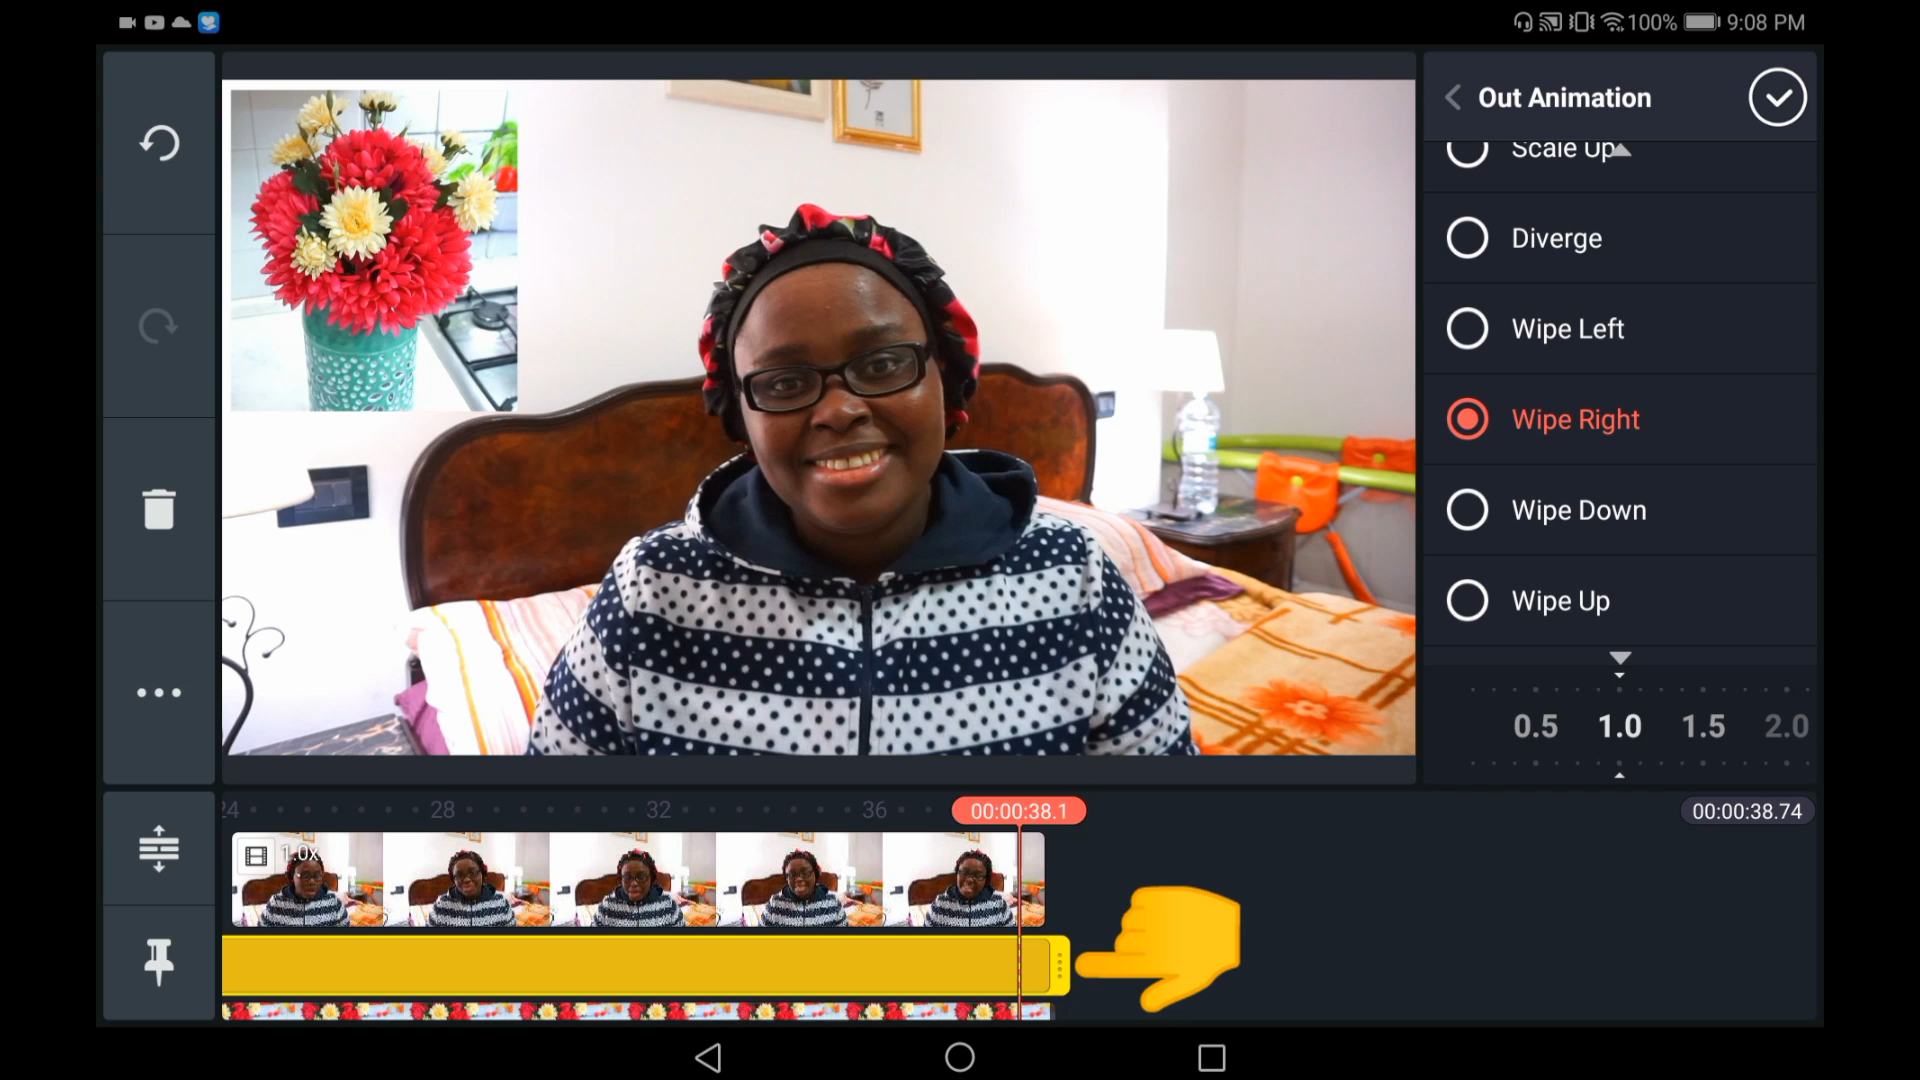 100% 9:08 PM
Out Animation
Scale Up
Diverge
Wipe Left
Wipe Right
Wipe Down
Wipe Up
0.5 1.0 1.5 2.0
24 28 32 36 00:00:38.1 00:00:38.74
1.0x